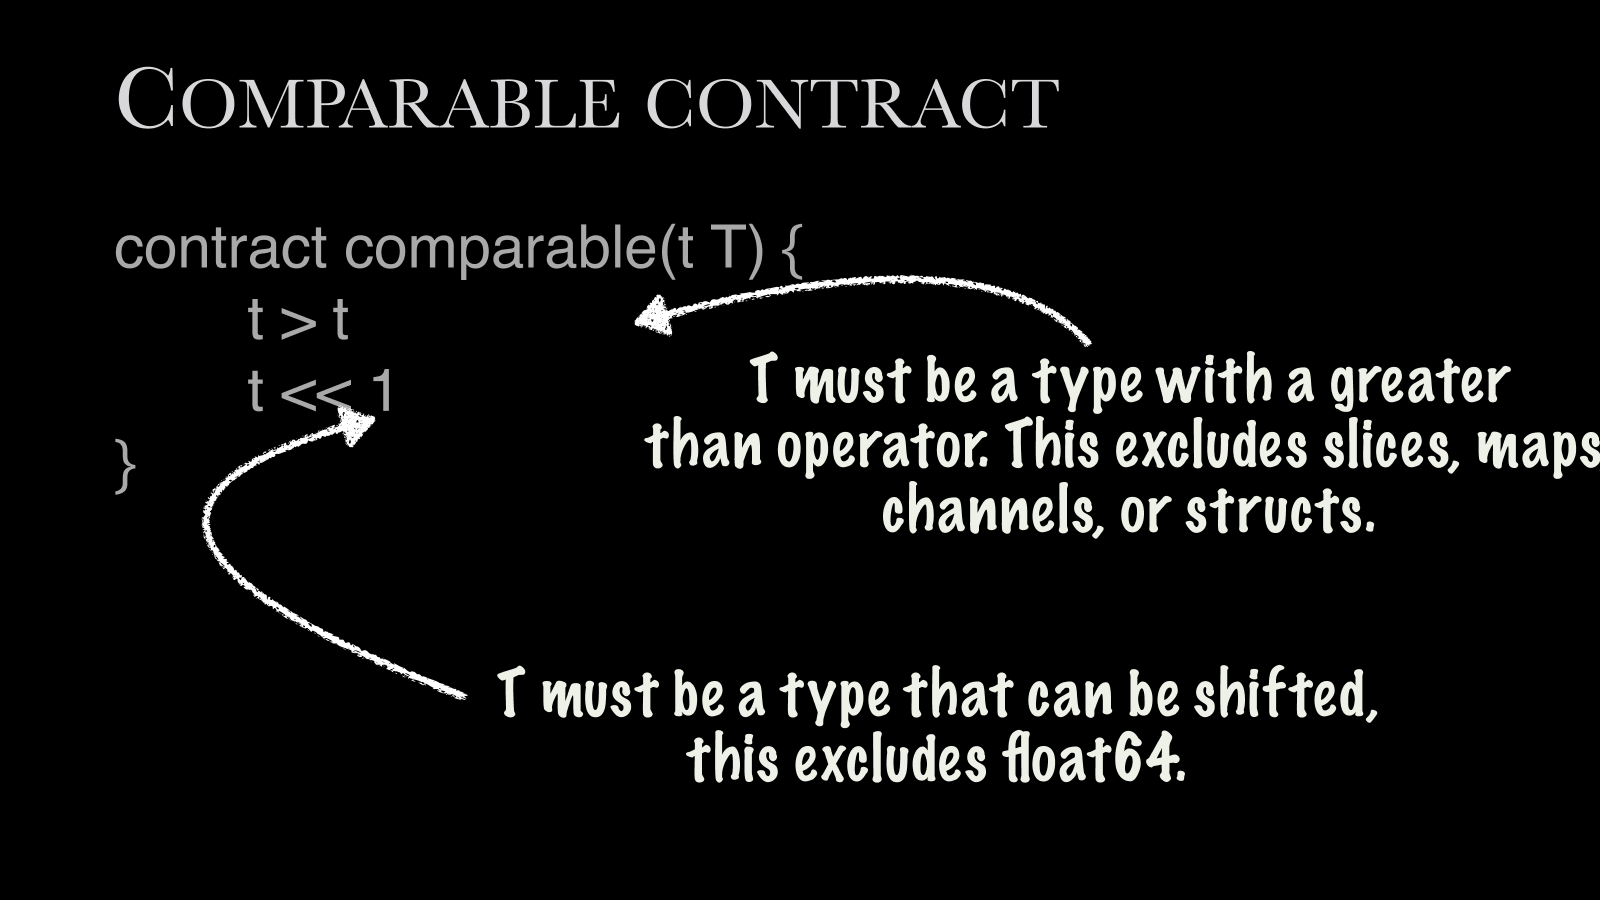 COMPARABLE CONTRACT
contract comparable(t T) {
t > t
t << 1
}
T must be a type with a greater
than operator. This excludes slices, maps
channels, or structs.
T must be a type that can be shifted,
this excludes float64.